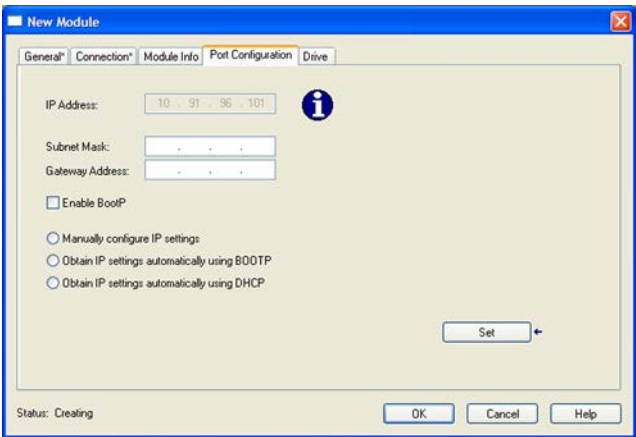 New Module
General* Connection* Module Info Port Configuration Drive
IP Address: 10 . 91 . 96 . 101
Subnet Mask: . . .
Gateway Address: . . .
Enable BootP
Manually configure IP settings
Obtain IP settings automatically using BOOTP
Obtain IP settings automatically using DHCP
Set
Status: Creating OK Cancel Help